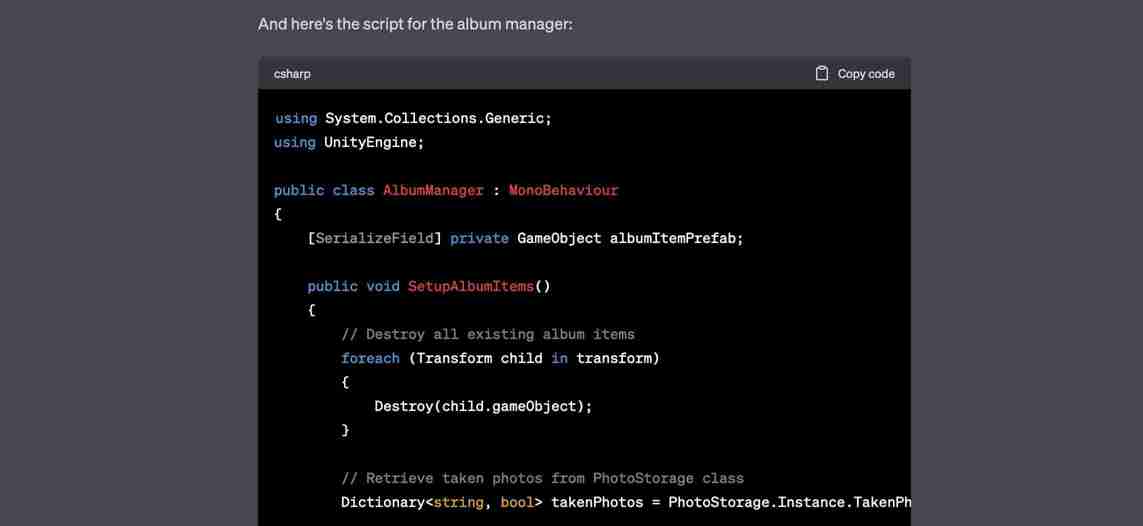 And here's the script for the album manager:
csharp
Copy code
using System.Collections.Generic;
using UnityEngine;
public class AlbumManager : MonoBehaviour
{
[SerializeField] private GameObject albumItemPrefab;
public void SetupAlbumItems()
{
// Destroy all existing album items
foreach (Transform child in transform)
{
Destroy(child.gameObject);
}
// Retrieve taken photos from PhotoStorage class
Dictionary<string, bool> takenPhotos = PhotoStorage.Instance.TakenPh